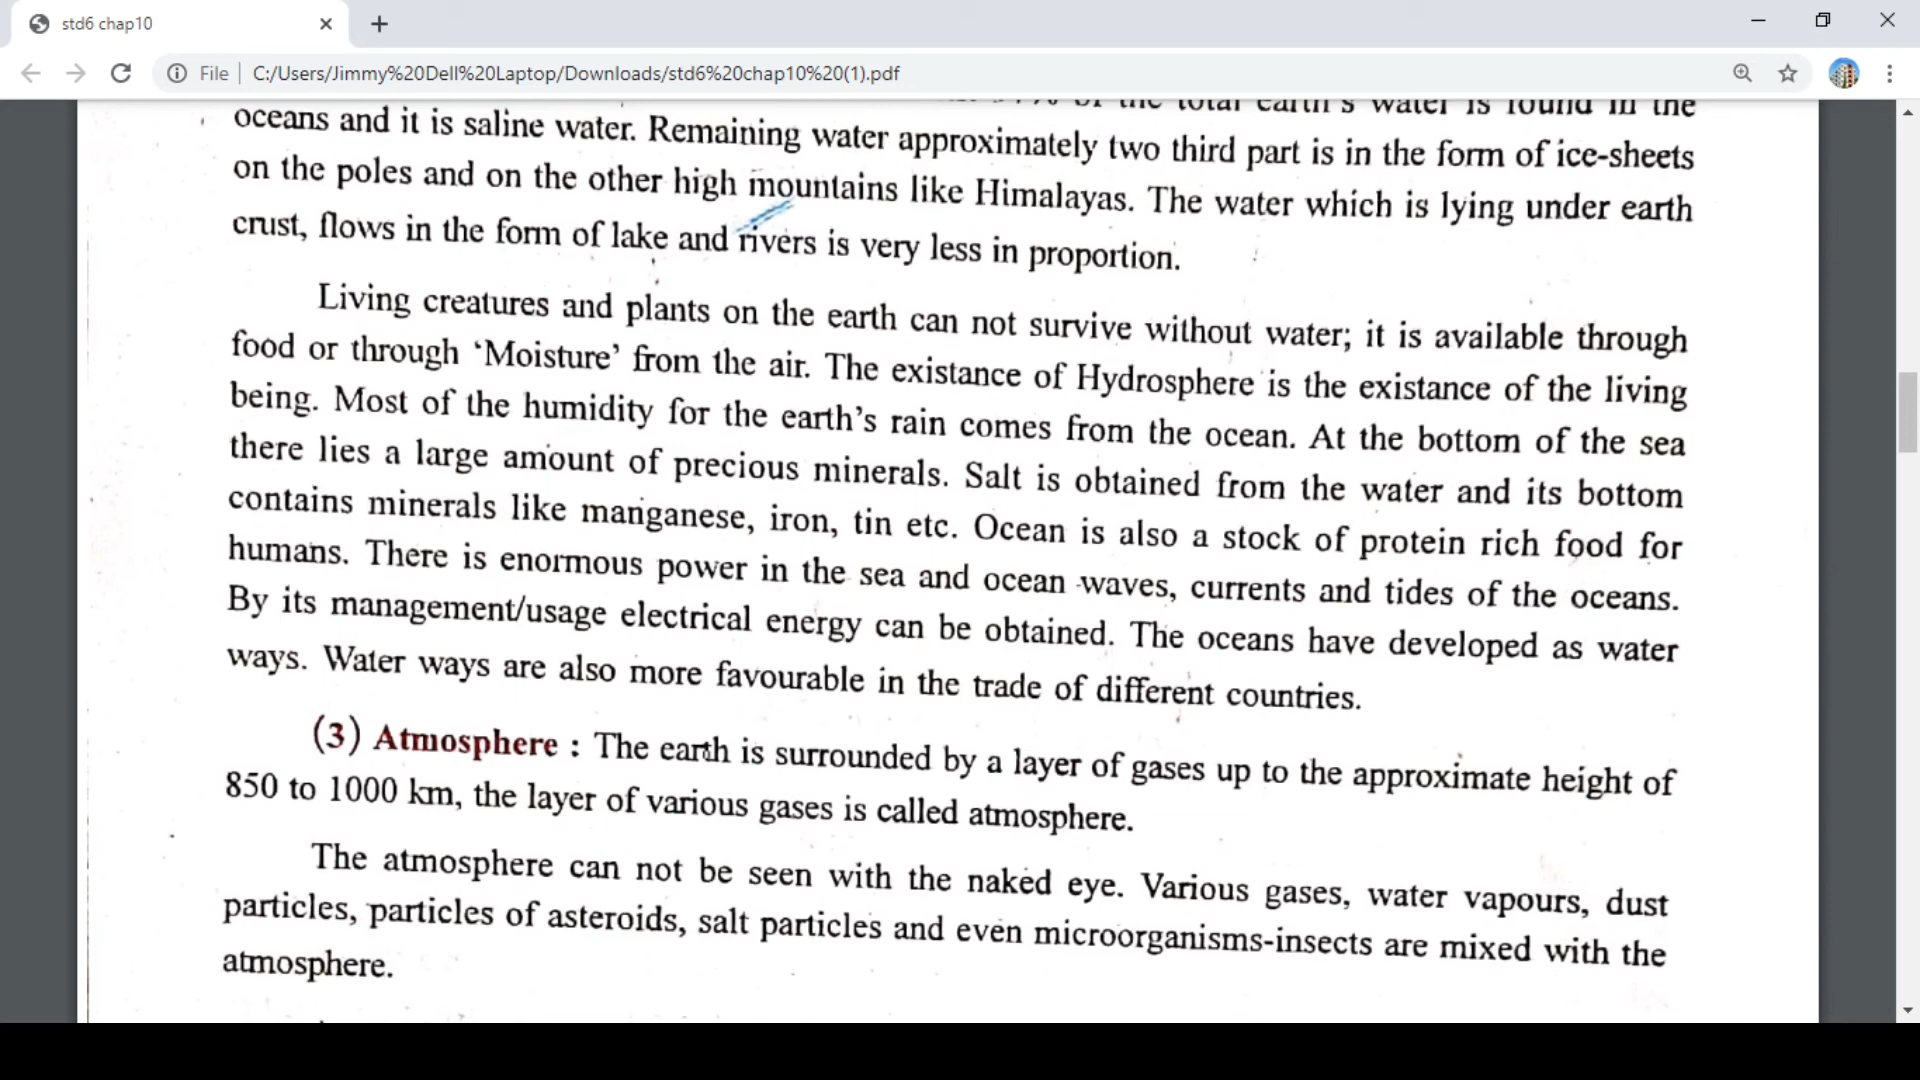 std6 chap10
File
C:/Users/Jimmy%20Dell%20Laptop/Downloads/std6%20chap10%20(1).pdf
of the total earth's water is found in the
oceans and it is saline water. Remaining water approximately two third part is in the form of ice-sheets
on the poles and on the other high mountains like Himalayas. The water which is lying under earth
crust, flows in the form of lake and rivers is very less in proportion.
Living creatures and plants on the earth can not survive without water; it is available through
food or through ‘Moisture’ from the air. The existance of Hydrosphere is the existance of the living
being. Most of the humidity for the earth’s rain comes from the ocean. At the bottom of the sea
there lies a large amount of precious minerals. Salt is obtained from the water and its bottom
contains minerals like manganese, iron, tin etc. Ocean is also a stock of protein rich food for
humans. There is enormous power in the sea and ocean waves, currents and tides of the oceans.
By its management/usage electrical energy can be obtained. The oceans have developed as water
ways. Water ways are also more favourable in the trade of different countries.
(3) Atmosphere : The earth is surrounded by a layer of gases up to the approximate height of
850 to 1000 km, the layer of various gases is called atmosphere.
The atmosphere can not be seen with the naked eye. Various gases, water vapours, dust
particles, particles of asteroids, salt particles and even microorganisms-insects are mixed with the
atmosphere.